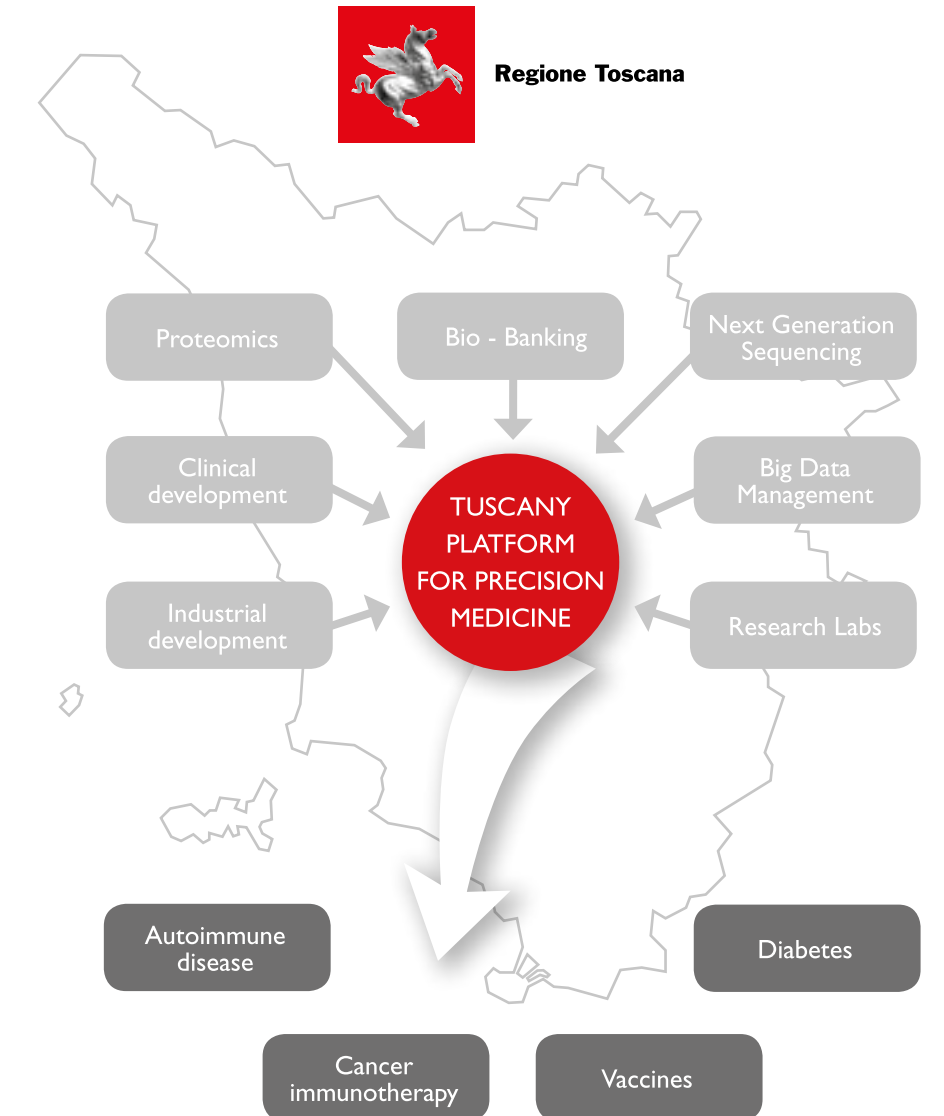 Regione Toscana
Proteomics
Bio - Banking
Next Generation
Sequencing
Clinical
development
Big Data
Management
TUSCANY
PLATFORM
FOR PRECISION
MEDICINE
Industrial
development
Research Labs
Autoimmune
disease
Diabetes
Cancer
immunotherapy
Vaccines